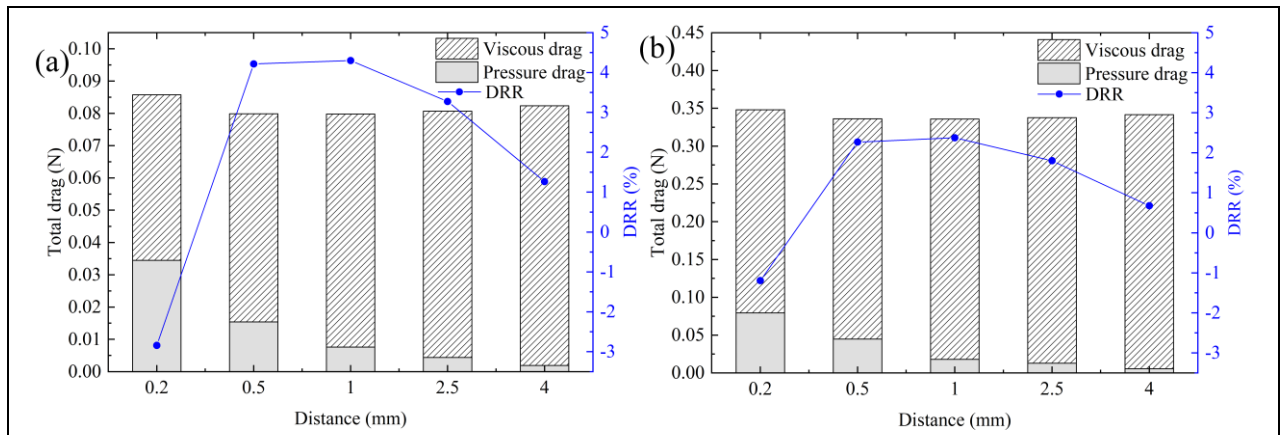 (a)
Viscous drag
Pressure drag
DRR
Total drag (N)
0.10
0.09
0.08
0.07
0.06
0.05
0.04
0.03
0.02
0.01
0.00
5
4
3
2
1
0
-1
-2
-3
DRR (%)
0.2 0.5 1 2.5 4
Distance (mm)
(b)
Viscous drag
Pressure drag
DRR
Total drag (N)
0.45
0.40
0.35
0.30
0.25
0.20
0.15
0.10
0.05
0.00
5
4
3
2
1
0
-1
-2
-3
DRR (%)
0.2 0.5 1 2.5 4
Distance (mm)